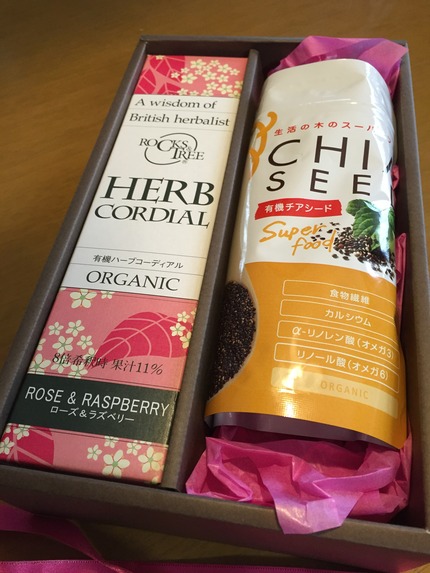 A wisdom of
British herbalist
ROCKS
TREE
HERB
CORDIAL
有機ハーブコーディアル
ORGANIC
8倍希釈時 果汁11%
ROSE & RASPBERRY
ローズ&ラズベリー
生活の木のスーパ
CHI
SEE
有機チアシード
Super
food
食物繊維
カルシウム
α-リノレン酸(オメガ3)
リノール酸(オメガ6)
ORGANIC